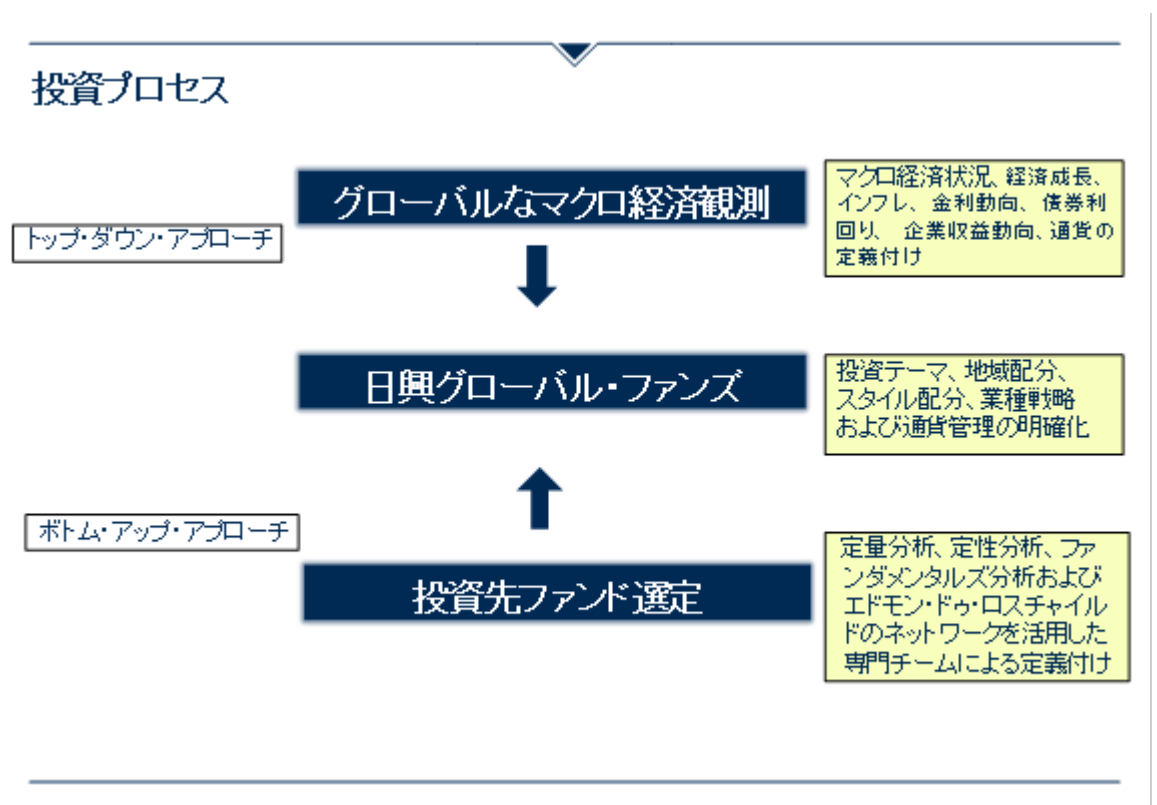 投資プロセス
グローバルなマクロ経済観測
マクロ経済状況、経済成長、
インフレ、金利動向、債券利
回り、 企業収益動向、通貨の
定義付け
トップ・ダウン・アプローチ
日興グローバル・ファンズ
投資テーマ、地域配分、
スタイル配分、業種戦略
および通貨管理の明確化
ボトム・アップ・アプローチ
投資先ファンド選定
定量分析、定性分析、ファ
ンダメンタルズ分析および
エドモン・ドゥ・ロスチャイル
ドのネットワークを活用した
専門チームによる定義付け